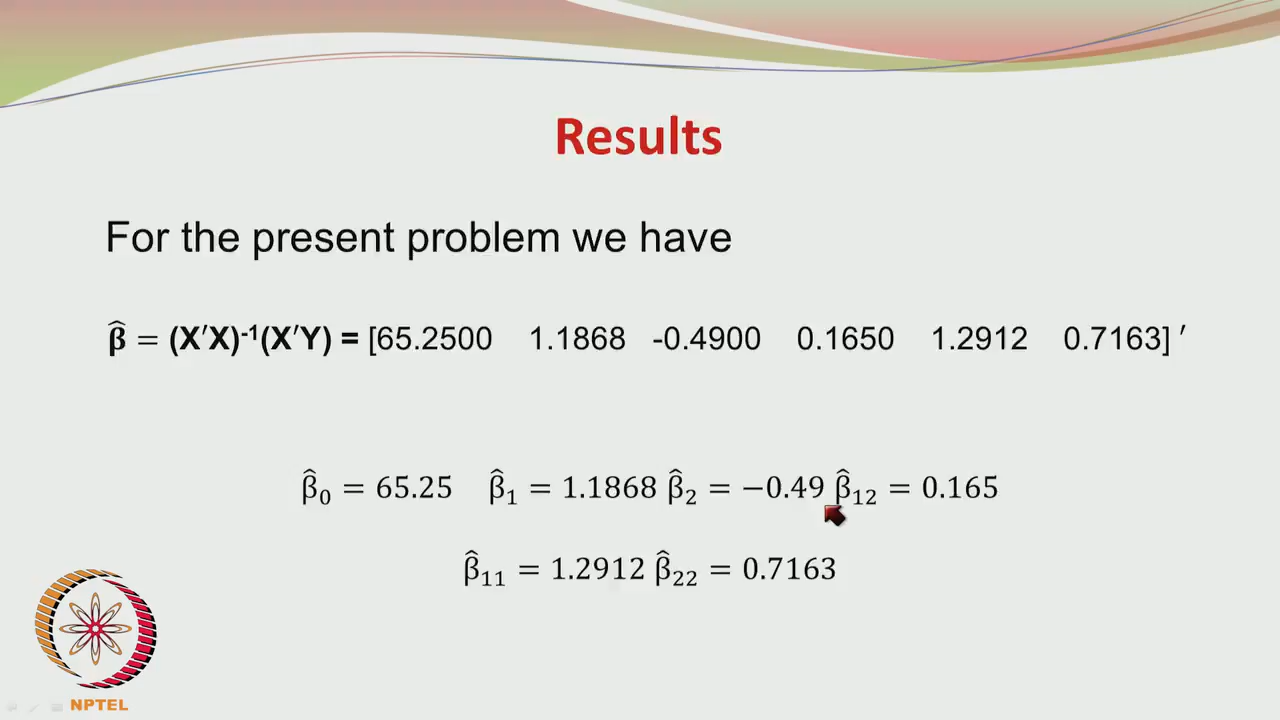 Results
For the present problem we have
β̂ = (X′X)⁻¹(X′Y) = [65.2500 1.1868 -0.4900 0.1650 1.2912 0.7163] ′
β̂₀ = 65.25 β̂₁ = 1.1868 β̂₂ = −0.49 β̂₁₂ = 0.165
β̂₁₁ = 1.2912 β̂₂₂ = 0.7163
NPTEL